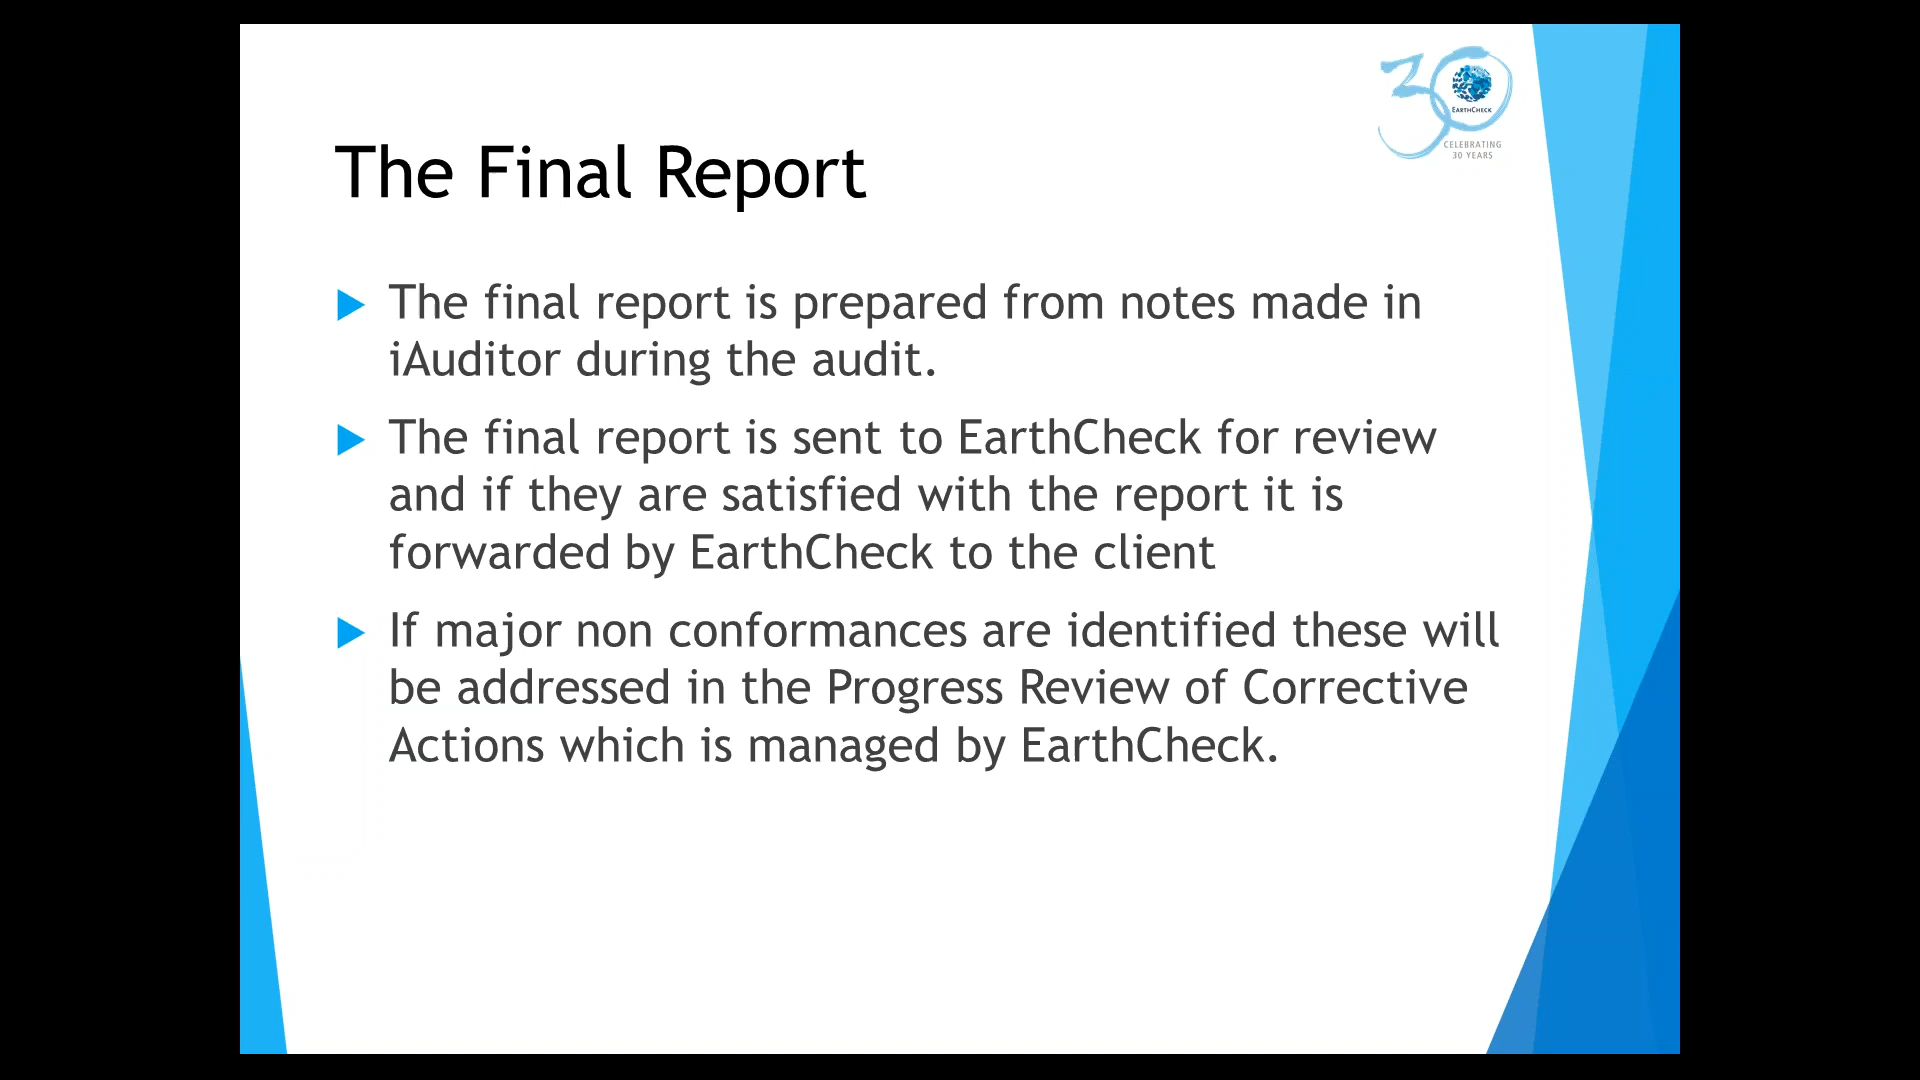 30
EARTHCHECK
CELEBRATING
30 YEARS
The Final Report
The final report is prepared from notes made in
iAuditor during the audit.
The final report is sent to EarthCheck for review
and if they are satisfied with the report it is
forwarded by EarthCheck to the client
If major non conformances are identified these will
be addressed in the Progress Review of Corrective
Actions which is managed by EarthCheck.